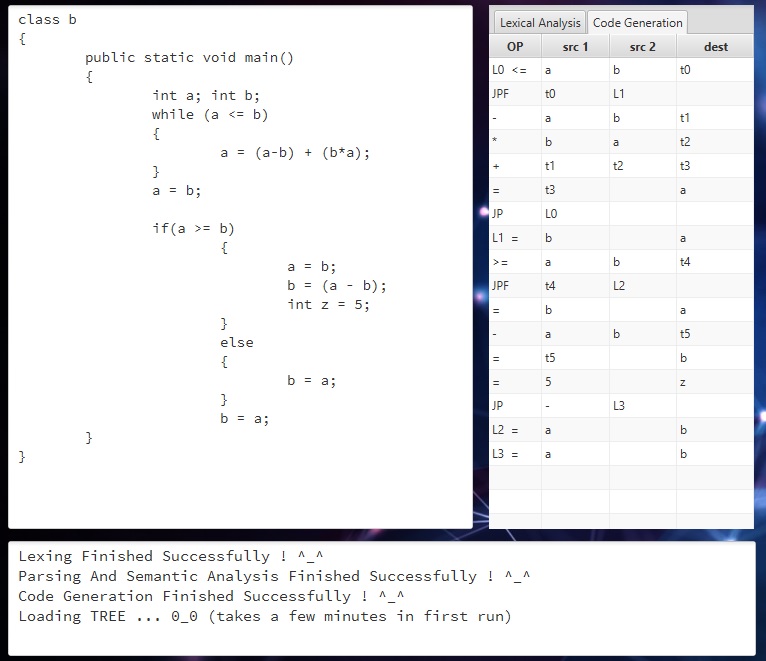 class b
{
public static void main()
{
int a; int b;
while (a <= b)
{
a = (a-b) + (b*a);
}
a = b;
if(a >= b)
{
a = b;
b = (a - b);
int z = 5;
}
else
{
b = a;
}
b = a;
}
}
Lexical Analysis Code Generation
OP src 1 src 2 dest
L0 <= a b t0
JPF t0 L1
- a b t1
* b a t2
+ t1 t2 t3
= t3 a
JP L0
L1 = b a
>= a b t4
JPF t4 L2
= b a
- a b t5
= t5 b
= 5 z
JP - L3
L2 = a b
L3 = a b
Lexing Finished Successfully ! ^_^
Parsing And Semantic Analysis Finished Successfully ! ^_^
Code Generation Finished Successfully ! ^_^
Loading TREE ... 0_0 (takes a few minutes in first run)